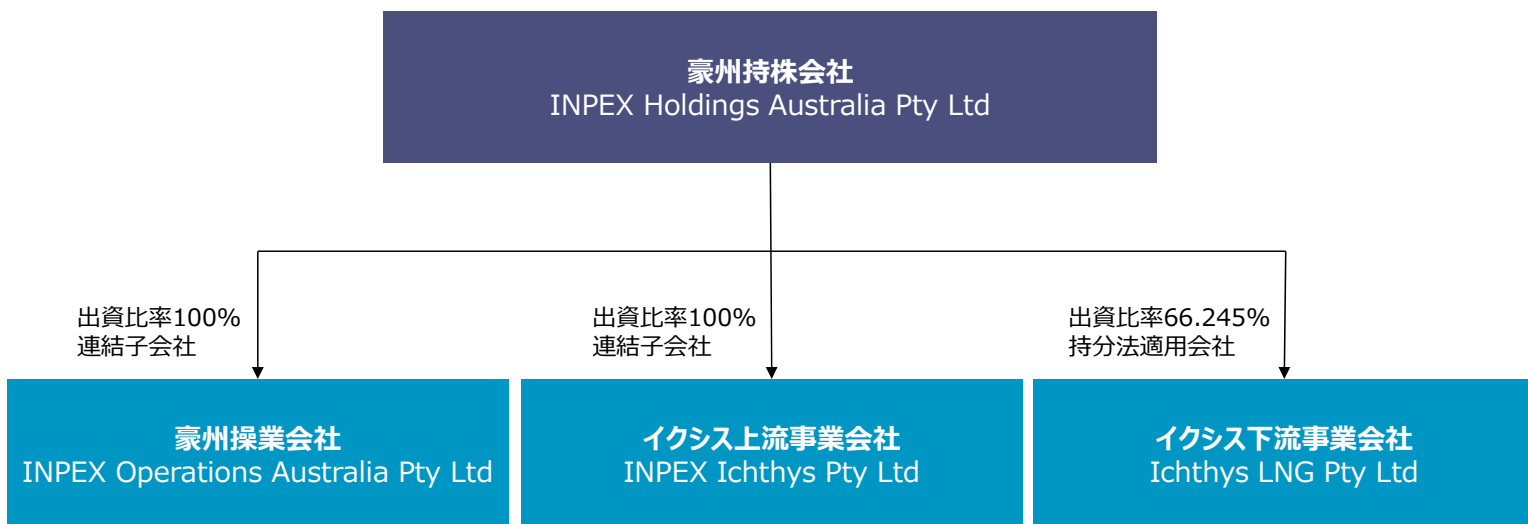 豪州持株会社
INPEX Holdings Australia Pty Ltd
出資比率100%
連結子会社
出資比率100%
連結子会社
出資比率66.245%
持分法適用会社
豪州操業会社
INPEX Operations Australia Pty Ltd
イクシス上流事業会社
INPEX Ichthys Pty Ltd
イクシス下流事業会社
Ichthys LNG Pty Ltd